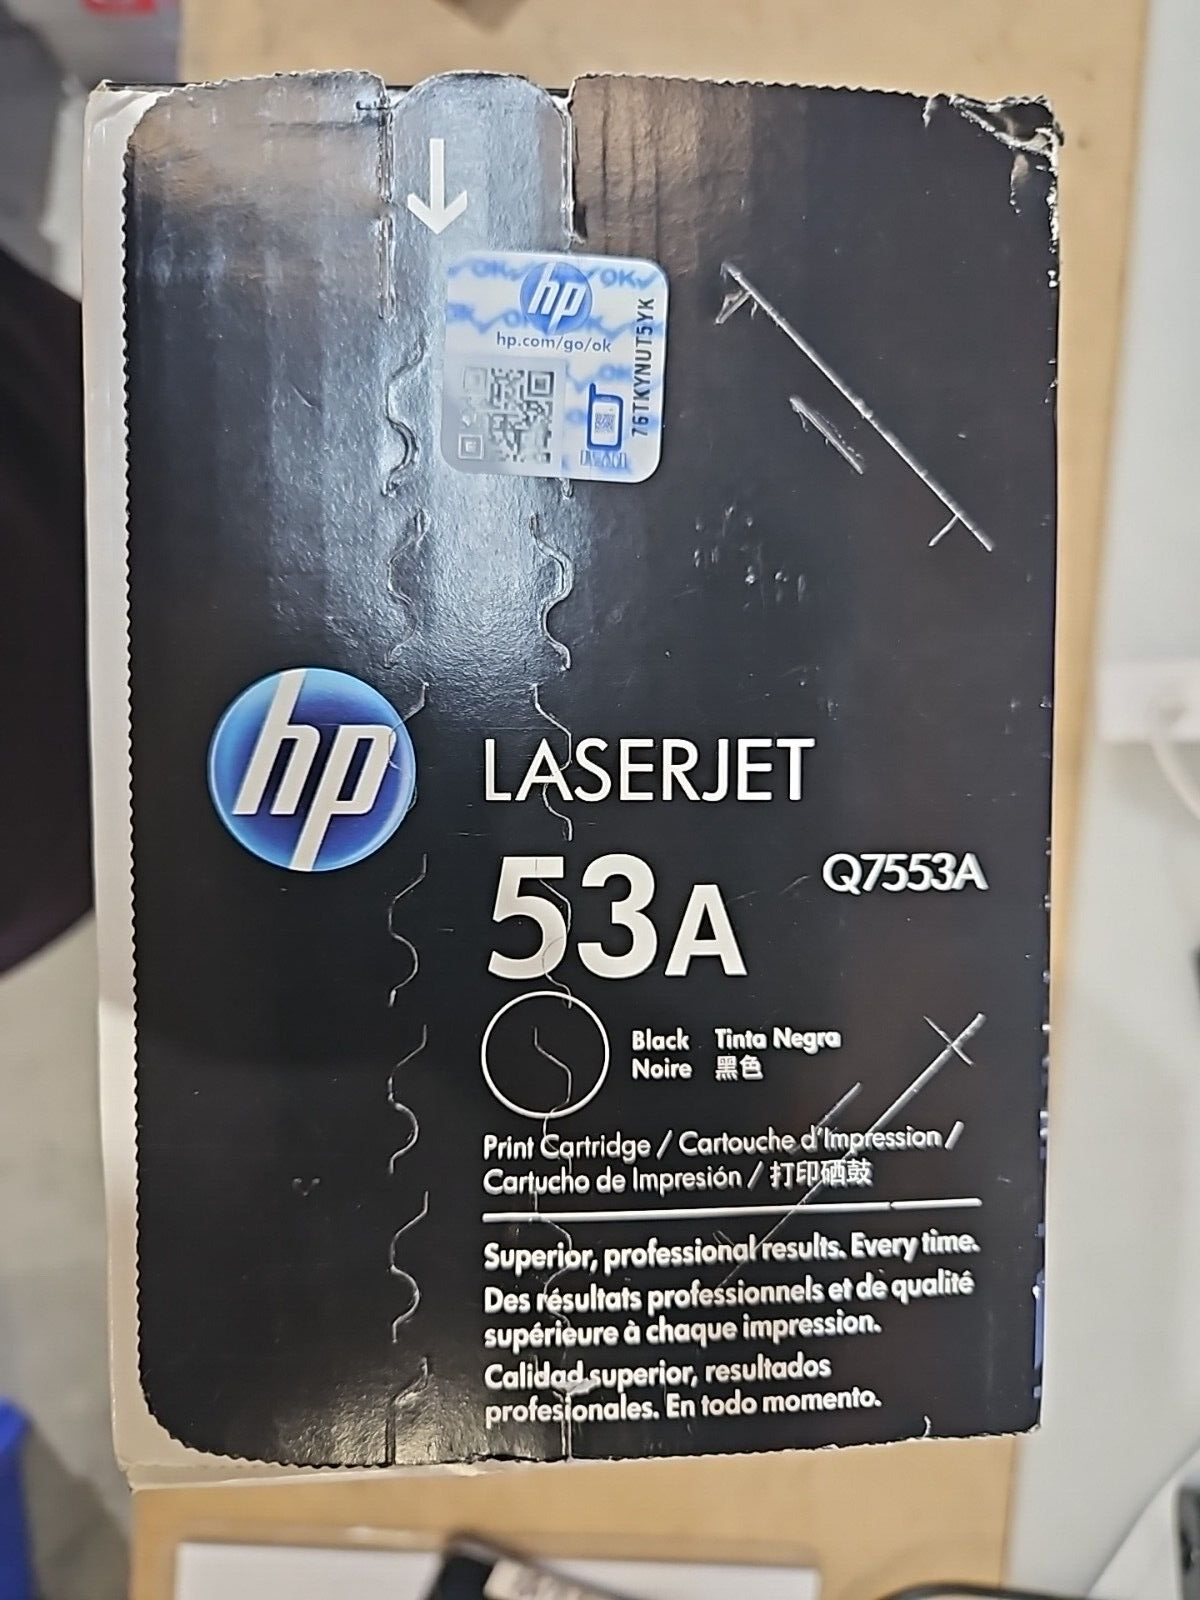 OK OK
hp
hp.com/go/ok
76TKYNUT5YK
hp
LASERJET
53A
Q7553A
Black Tinta Negra
Noire 黑色
Print Cartridge / Cartouche d'Impression /
Cartucho de Impresión / 打印硒鼓
Superior, professional results. Every time.
Des résultats professionnels et de qualité
supérieure à chaque impression.
Calidad superior, resultados
profesionales. En todo momento.